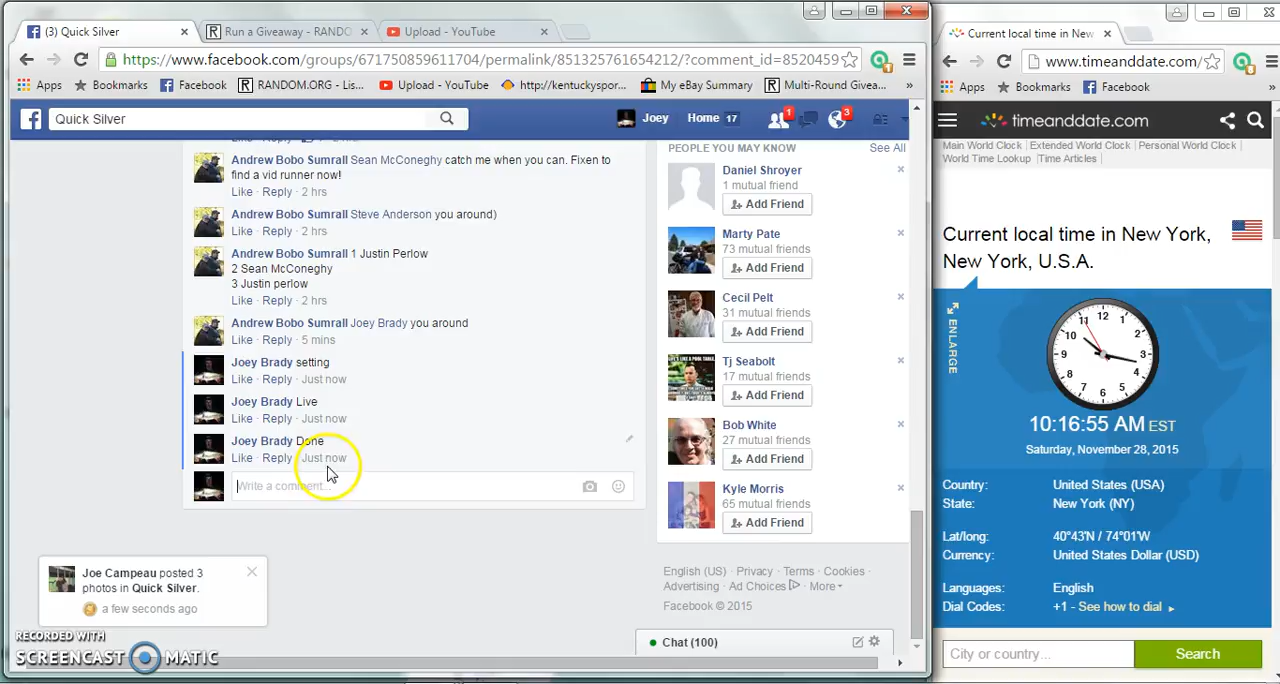 (3) Quick Silver
Run a Giveaway - RANDO
Upload - YouTube
https://www.facebook.com/groups/671750859611704/permalink/851325761654212/?comment_id=8520459
Apps
Bookmarks
Facebook
RANDOM.ORG - Lis...
Upload - YouTube
http://kentuckyspor...
My eBay Summary
Multi-Round Givea...
»
Quick Silver
Joey
Home 17
1
3
Andrew Bobo Sumrall Sean McConeghy catch me when you can. Fixen to
find a vid runner now!
Like · Reply · 2 hrs
Andrew Bobo Sumrall Steve Anderson you around)
Like · Reply · 2 hrs
Andrew Bobo Sumrall 1 Justin Perlow
2 Sean McConeghy
3 Justin perlow
Like · Reply · 2 hrs
Andrew Bobo Sumrall Joey Brady you around
Like · Reply · 5 mins
Joey Brady setting
Like · Reply · Just now
Joey Brady Live
Like · Reply · Just now
Joey Brady Done
Like · Reply · Just now
Write a comment...
Joe Campeau posted 3
photos in Quick Silver.
a few seconds ago
RECORDED WITH
SCREENCAST MATIC
PEOPLE YOU MAY KNOW
See All
Daniel Shroyer
1 mutual friend
Add Friend
Marty Pate
73 mutual friends
Add Friend
Cecil Pelt
31 mutual friends
Add Friend
Tj Seabolt
17 mutual friends
Add Friend
Bob White
27 mutual friends
Add Friend
Kyle Morris
65 mutual friends
Add Friend
English (US) · Privacy · Terms · Cookies ·
Advertising · Ad Choices · More
Facebook © 2015
Chat (100)
Current local time in New
www.timeanddate.com/
Apps
Bookmarks
Facebook
»
timeanddate.com
Main World Clock | Extended World Clock | Personal World Clock |
World Time Lookup | Time Articles |
Current local time in New York,
New York, U.S.A.
ENLARGE
12
1
2
3
4
5
6
7
8
9
10
11
10:16:55 AM EST
Saturday, November 28, 2015
Country: United States (USA)
State: New York (NY)
Lat/long: 40°43'N / 74°01'W
Currency: United States Dollar (USD)
Languages: English
Dial Codes: +1 - See how to dial
City or country...
Search